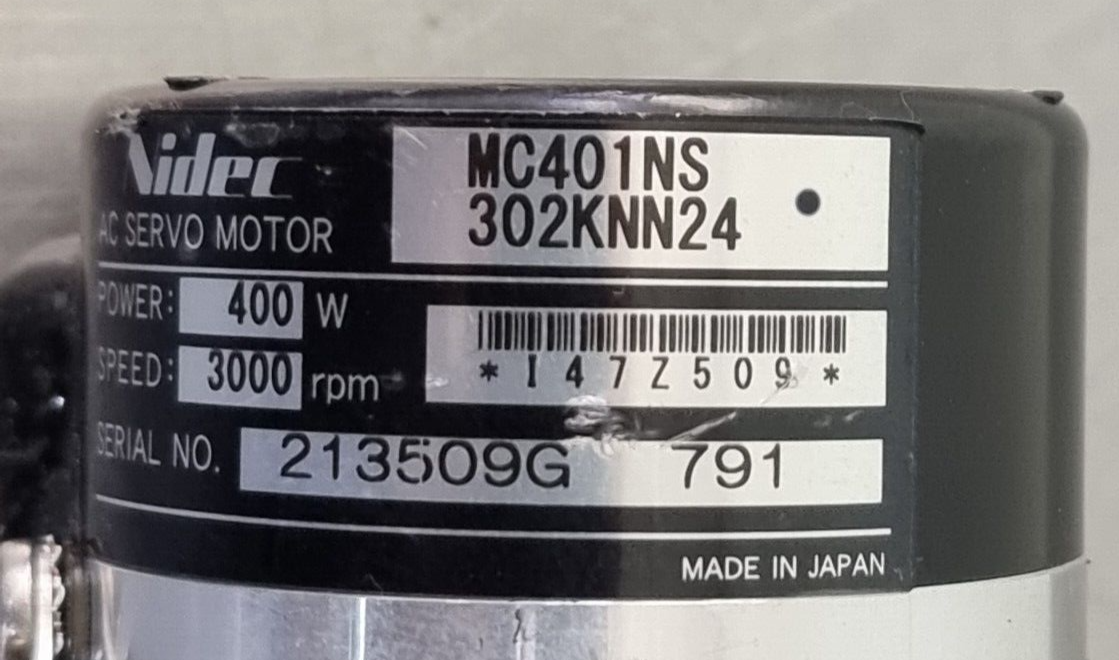 Nidec
AC SERVO MOTOR
MC401NS
302KNN24
POWER: 400 W
SPEED: 3000 rpm
*I47Z509*
SERIAL NO. 213509G 791
MADE IN JAPAN